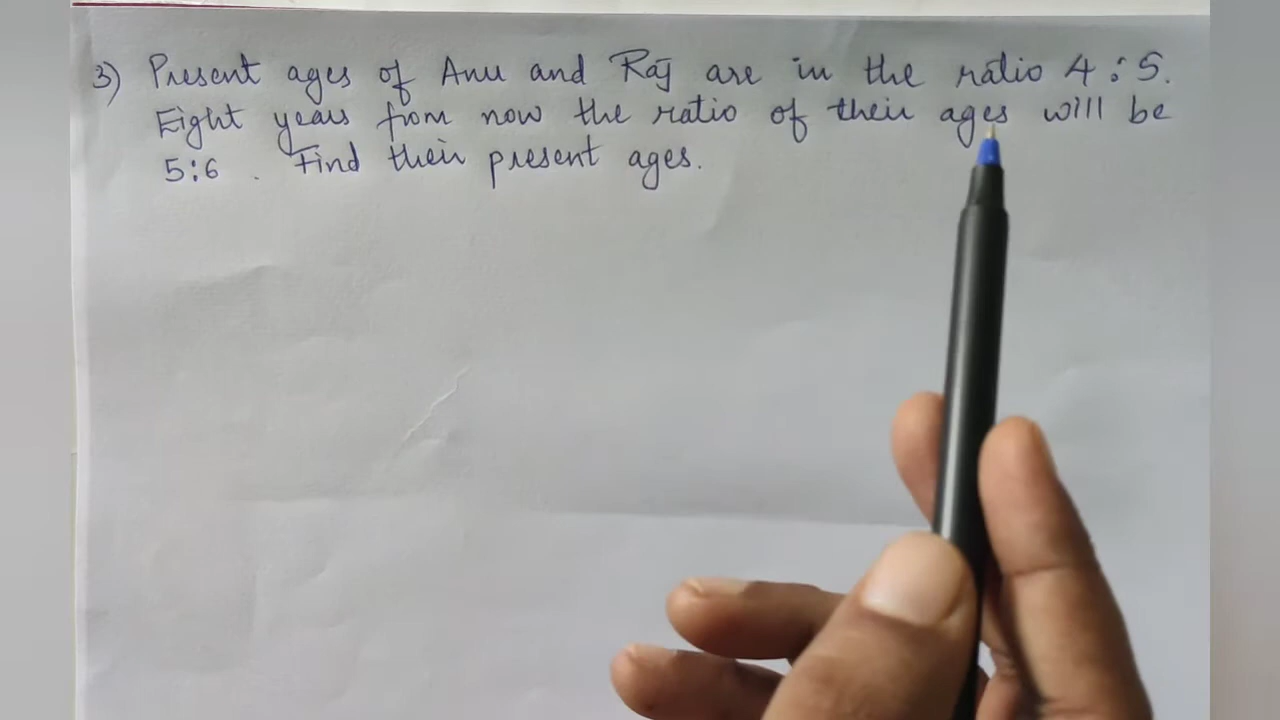 3) Present ages of Anu and Raj are in the ratio 4:5.
Eight years from now the ratio of their ages will be
5:6 . Find their present ages.